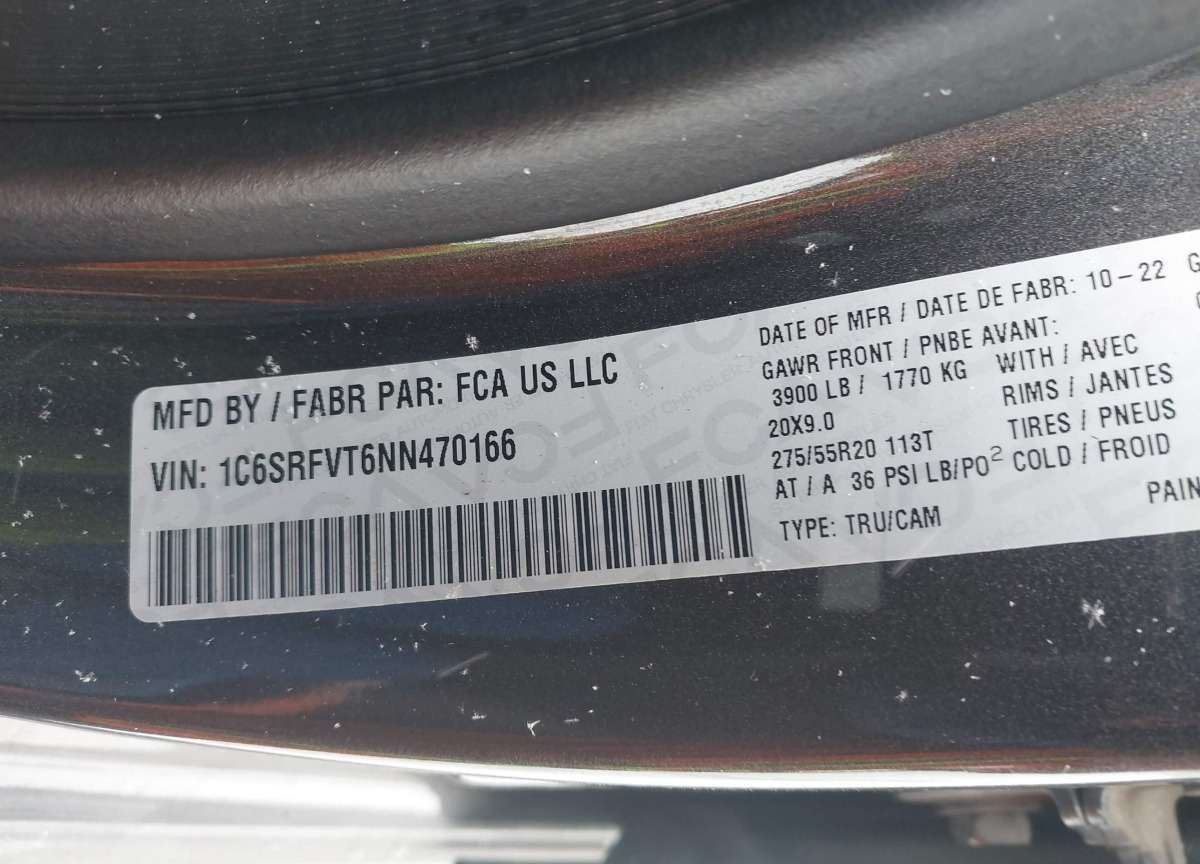 MFD BY / FABR PAR: FCA US LLC
VIN: 1C6SRFVT6NN470166
DATE OF MFR / DATE DE FABR: 10-22 G
GAWR FRONT / PNBE AVANT:
3900 LB / 1770 KG WITH / AVEC
20X9.0 RIMS / JANTES
275/55R20 113T TIRES / PNEUS
AT / A 36 PSI LB/PO² COLD / FROID
TYPE: TRU/CAM PAIN